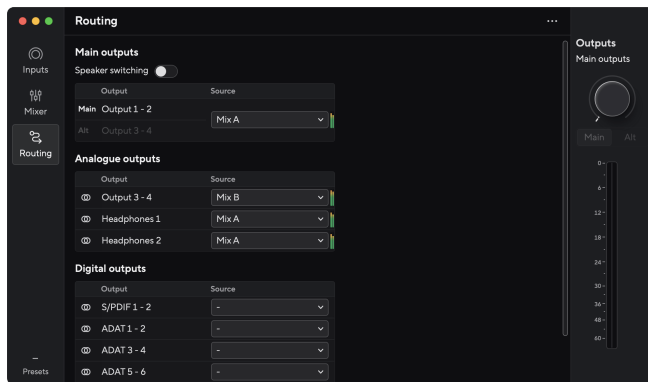 Routing
...
Inputs
Mixer
Routing
Presets
Main outputs
Speaker switching
Output Source
Main Output 1 - 2
Mix A
Alt Output 3 - 4
Analogue outputs
Output Source
Output 3 - 4 Mix B
Headphones 1 Mix A
Headphones 2 Mix A
Digital outputs
Output Source
S/PDIF 1 - 2 -
ADAT 1 - 2 -
ADAT 3 - 4 -
ADAT 5 - 6 -
Outputs
Main outputs
Main Alt
0
6
12
18
24
30
36
48
60